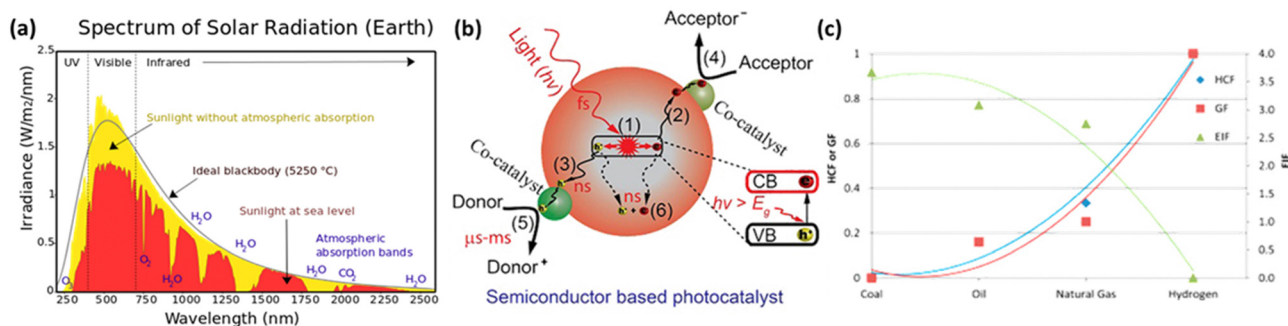 (a)
Spectrum of Solar Radiation (Earth)
UV
Visible
Infrared
2.5
2
1.5
1
0.5
0
Irradiance (W/m2/nm)
Sunlight without atmospheric absorption
Ideal blackbody (5250 °C)
Sunlight at sea level
H2O
H2O
Atmospheric
absorption bands
O3
O2
H2O
H2O
CO2
H2O
250 500 750 1000 1250 1500 1750 2000 2250 2500
Wavelength (nm)
(b)
Acceptor-
(4)
Acceptor
Light (hv)
fs
Co-catalyst
(1)
(2)
h+
e-
(3)
ns
ns
h+ + e-
(6)
Co-catalyst
Donor
(5)
μs-ms
Donor+
CB
e-
hv > Eg
VB
h+
Semiconductor based photocatalyst
(c)
1
0.8
0.6
0.4
0.2
0
HCF or GF
4.0
3.5
3.0
2.5
2.0
1.5
1.0
0.5
0.0
EIF
HCF
GF
EIF
Coal
Oil
Natural Gas
Hydrogen